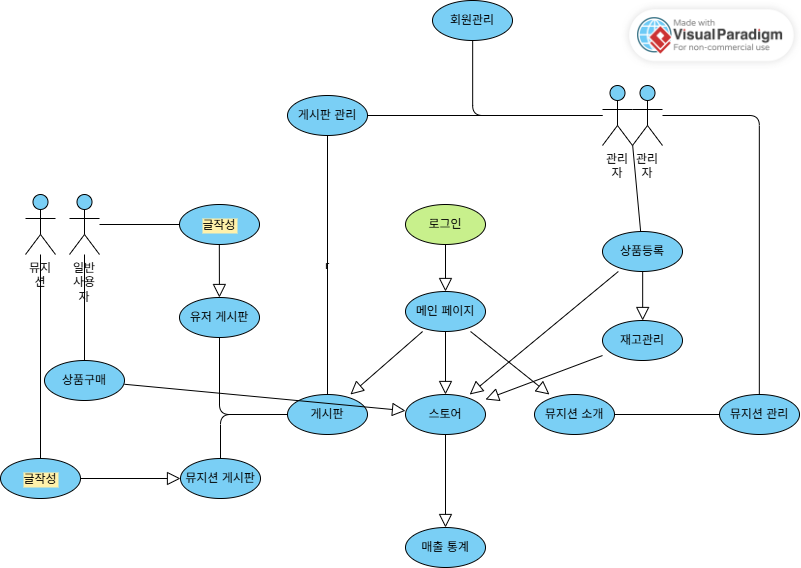 회원관리
Made with
Visual Paradigm
For non-commercial use
게시판 관리
관리
자
관리
자
글작성
로그인
뮤지
션
일반
사용
자
상품등록
r
유저 게시판
메인 페이지
재고관리
상품구매
게시판
스토어
뮤지션 소개
뮤지션 관리
글작성
뮤지션 게시판
매출 통계